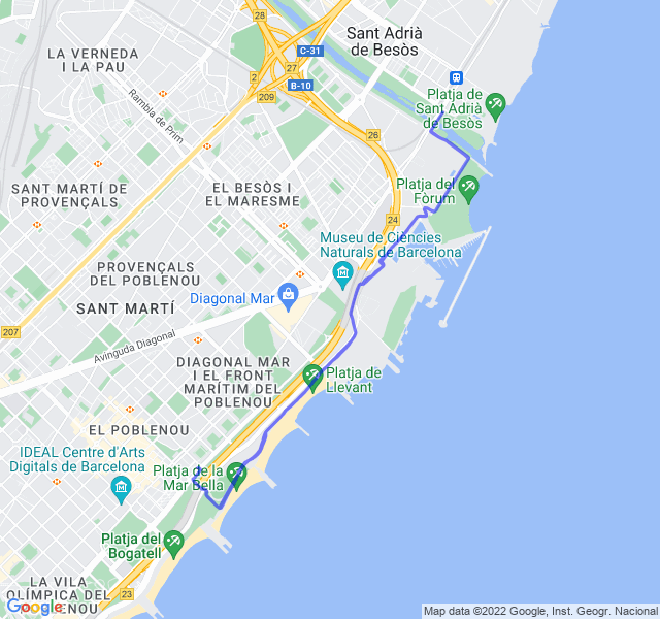 28
Sant Adrià
de Besòs
C-31
LA VERNEDA
I LA PAU
27
2
B-10
209
Platja de
Sant Adrià
de Besòs
Rambla de Prim
26
SANT MARTÍ DE
PROVENÇALS
EL BESÒS I
EL MARESME
Platja del
Fòrum
24
Museu de Ciències
Naturals de Barcelona
PROVENÇALS
DEL POBLENOU
Diagonal Mar
SANT MARTÍ
207
Avinguda Diagonal
DIAGONAL MAR
I EL FRONT
MARÍTIM DEL
POBLENOU
Platja de
Llevant
EL POBLENOU
IDEAL Centre d'Arts
Digitals de Barcelona
Platja de la
Mar Bella
Platja del
Bogatell
LA VILA
OLÍMPICA DEL
POBLENOU
23
Google
Map data ©2022 Google, Inst. Geogr. Nacional